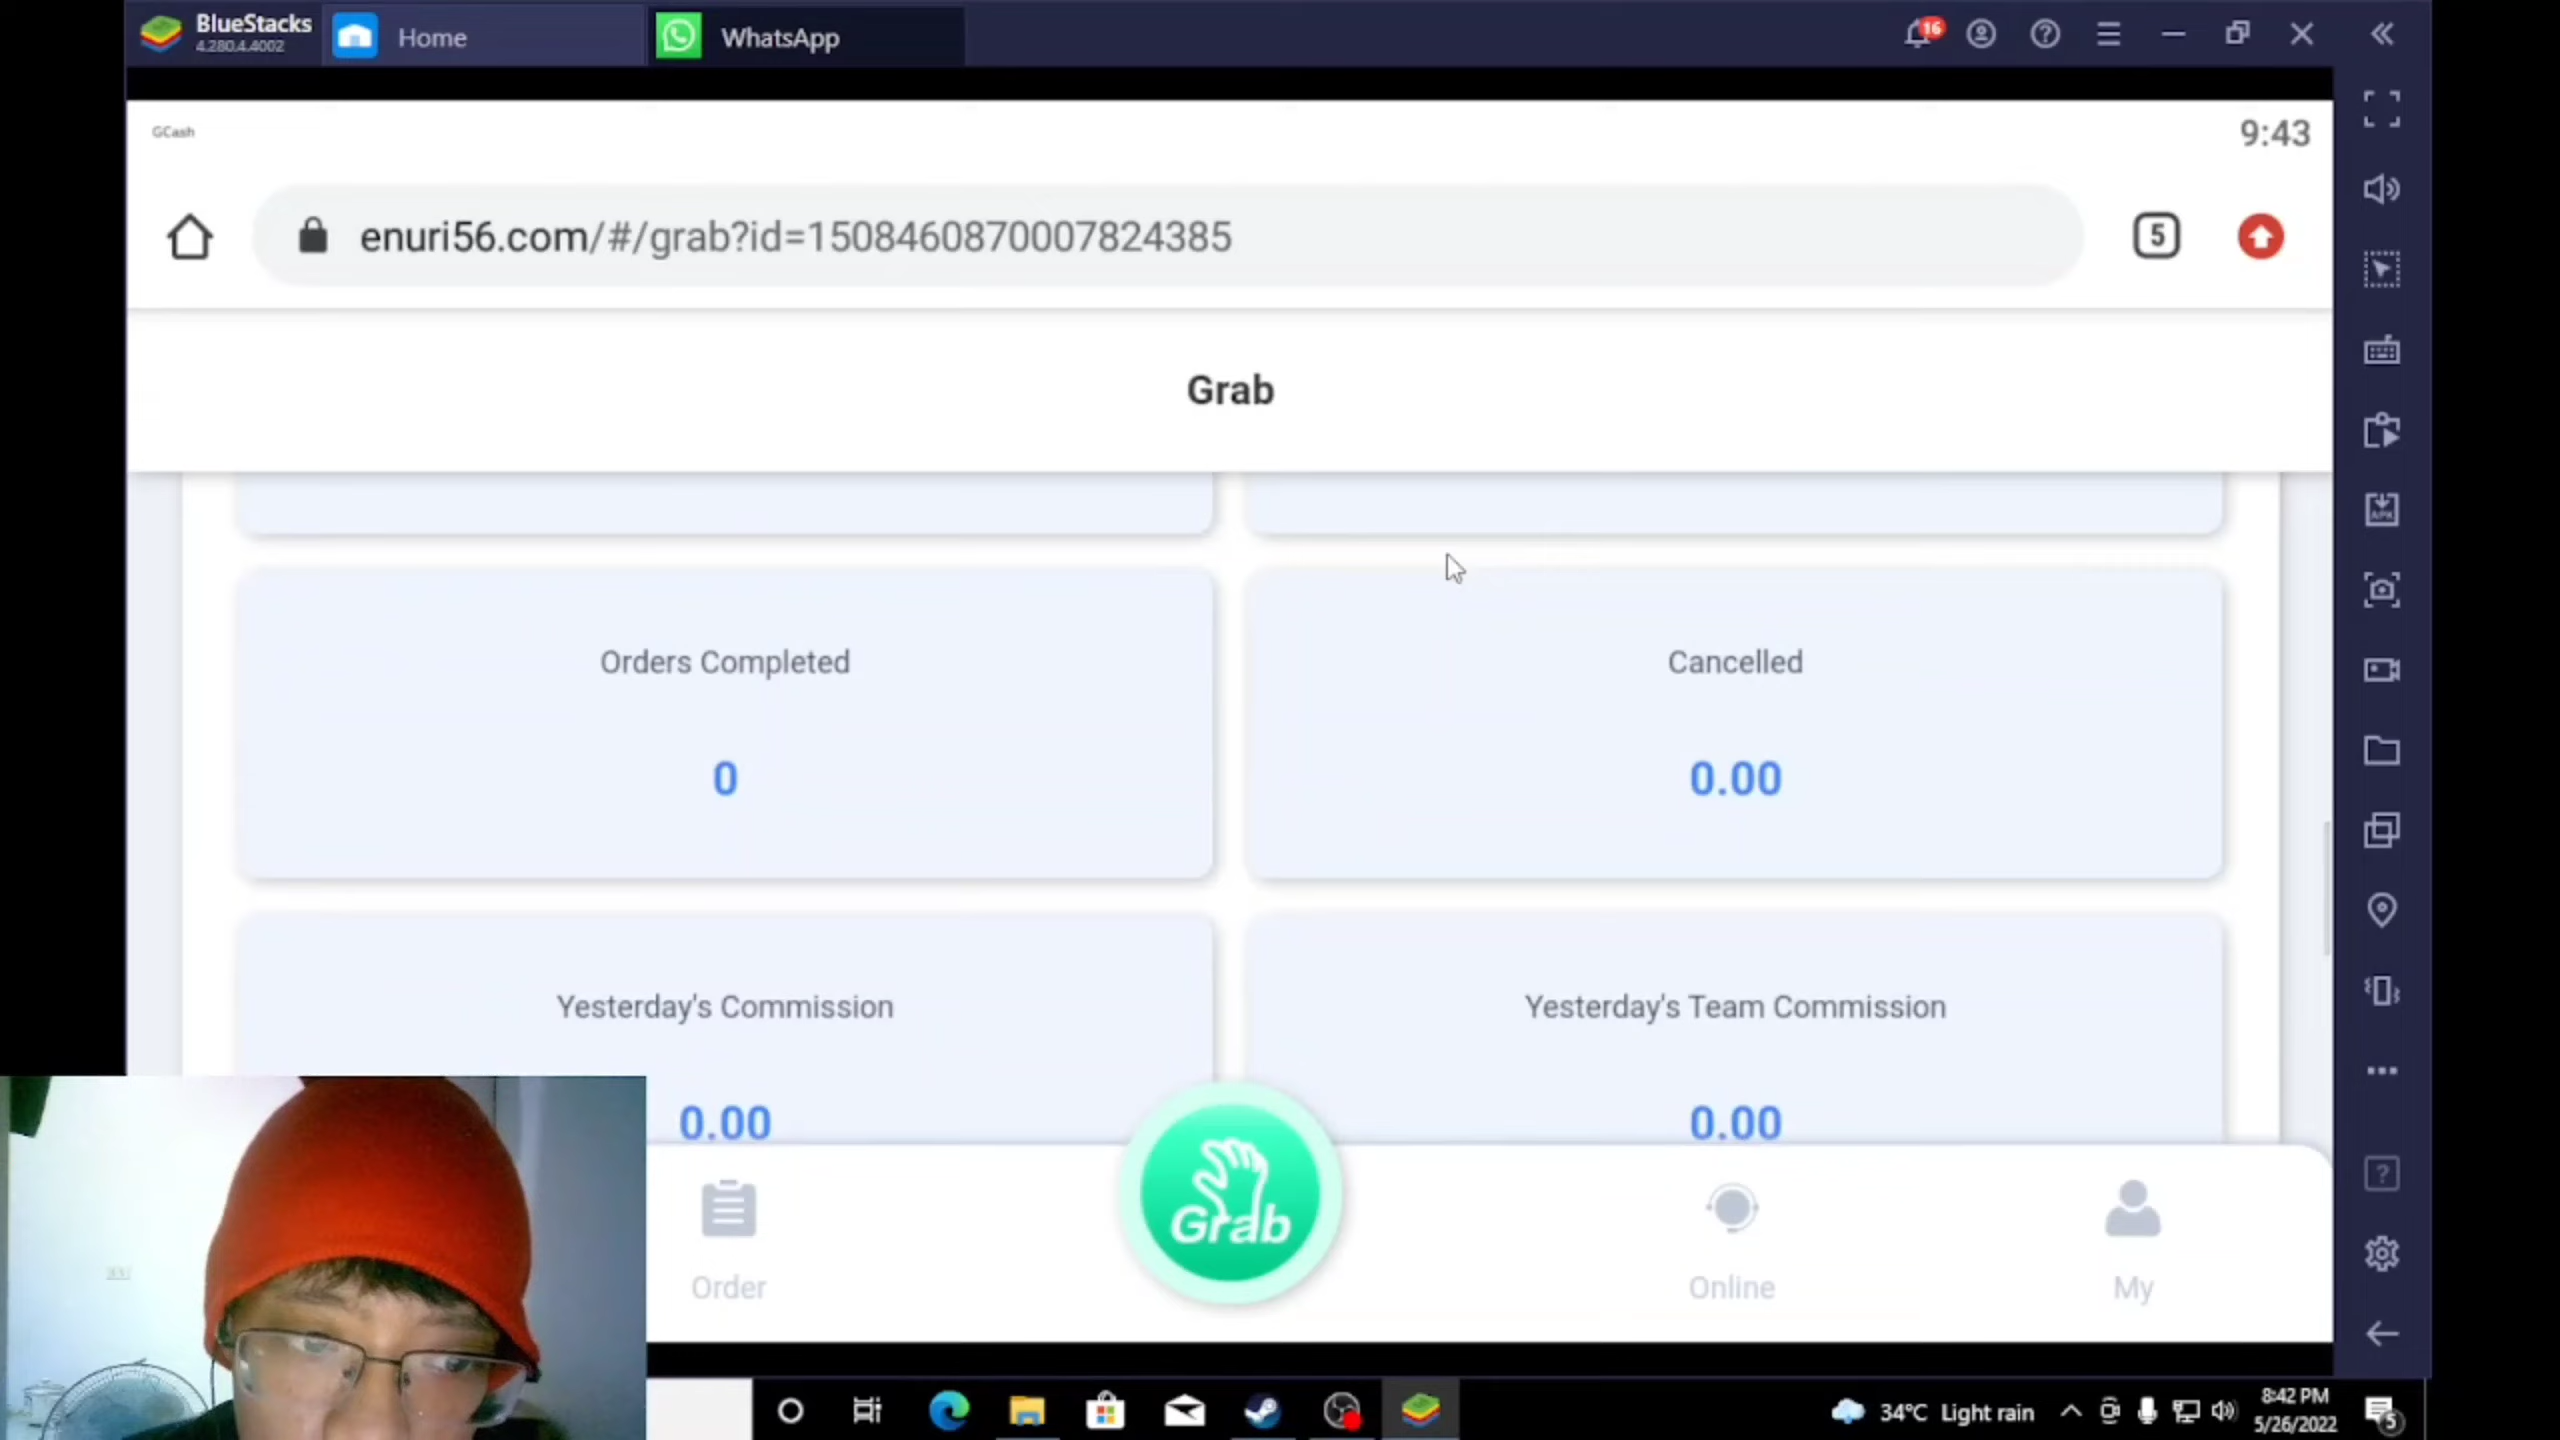 BlueStacks
4.280.4.4002
Home
WhatsApp
16
GCash
9:43
enuri56.com/#/grab?id=1508460870007824385
5
Grab
Orders Completed
Cancelled
0
0.00
Yesterday's Commission
Yesterday's Team Commission
0.00
0.00
Order
Grab
Online
My
APK
34°C Light rain
8:42 PM
5/26/2022
5